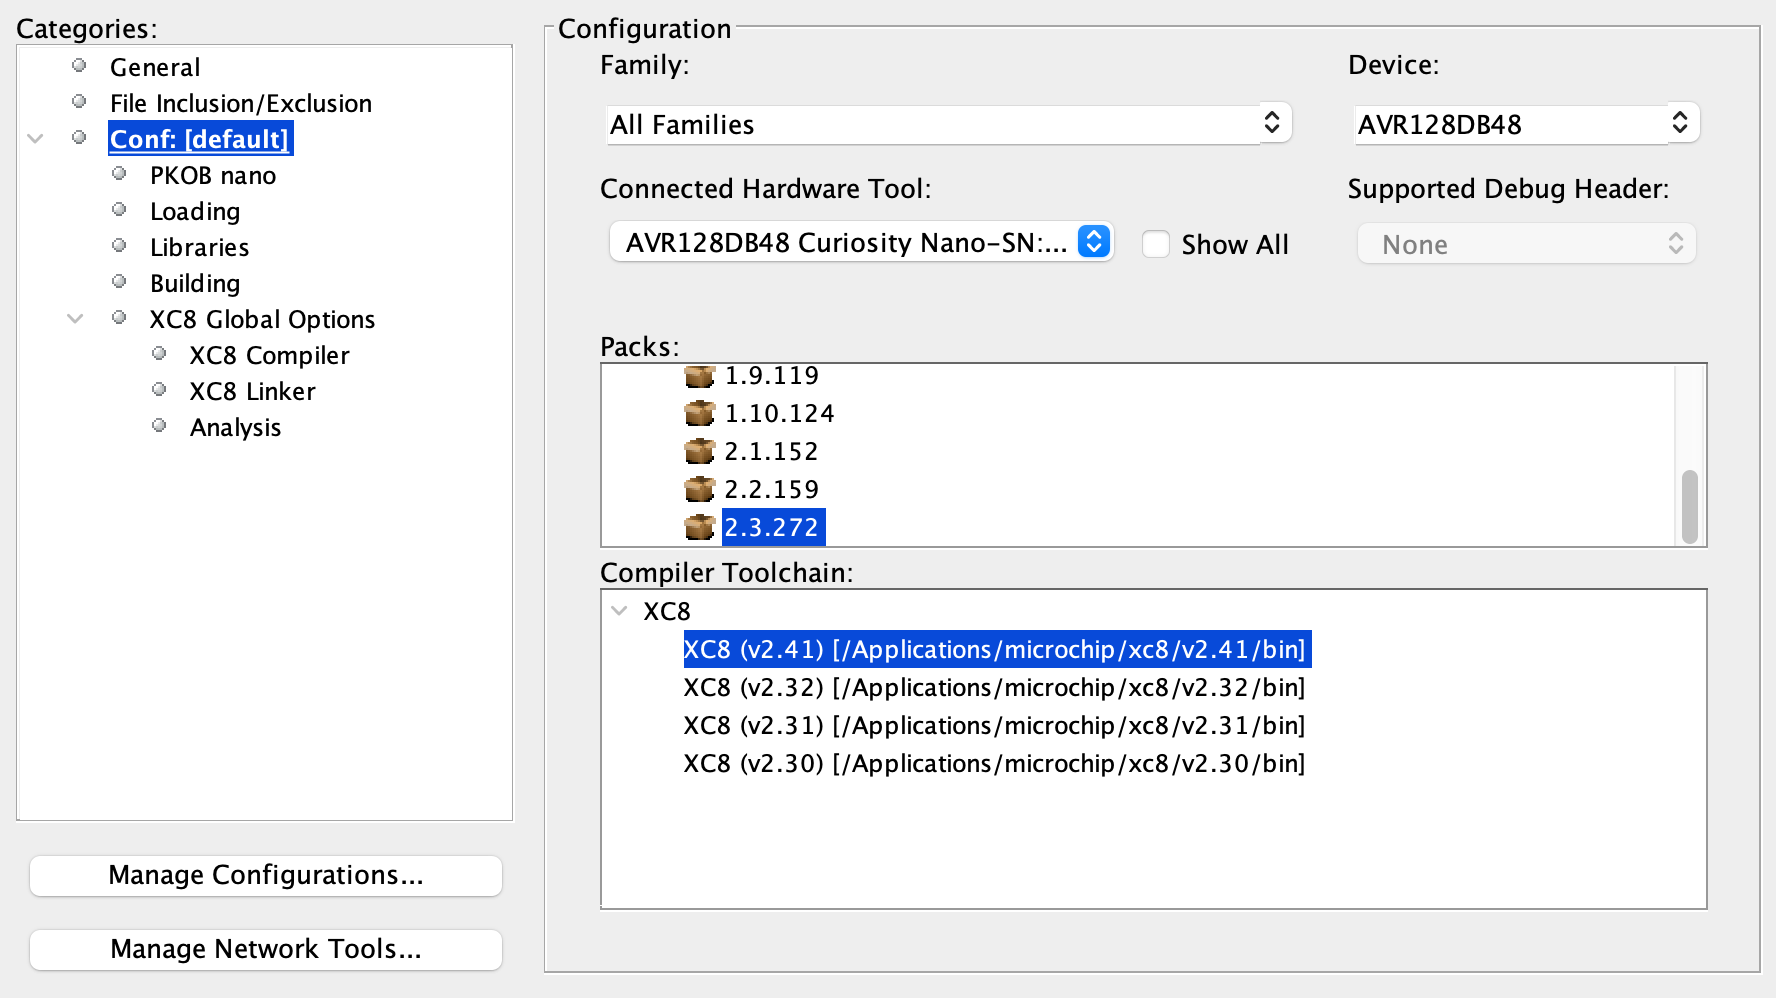 Categories:
General
File Inclusion/Exclusion
Conf: [default]
PKOB nano
Loading
Libraries
Building
XC8 Global Options
XC8 Compiler
XC8 Linker
Analysis
Manage Configurations...
Manage Network Tools...
Configuration
Family:
Device:
All Families
AVR128DB48
Connected Hardware Tool:
Supported Debug Header:
AVR128DB48 Curiosity Nano-SN:...
Show All
None
Packs:
1.9.119
1.10.124
2.1.152
2.2.159
2.3.272
Compiler Toolchain:
XC8
XC8 (v2.41) [/Applications/microchip/xc8/v2.41/bin]
XC8 (v2.32) [/Applications/microchip/xc8/v2.32/bin]
XC8 (v2.31) [/Applications/microchip/xc8/v2.31/bin]
XC8 (v2.30) [/Applications/microchip/xc8/v2.30/bin]